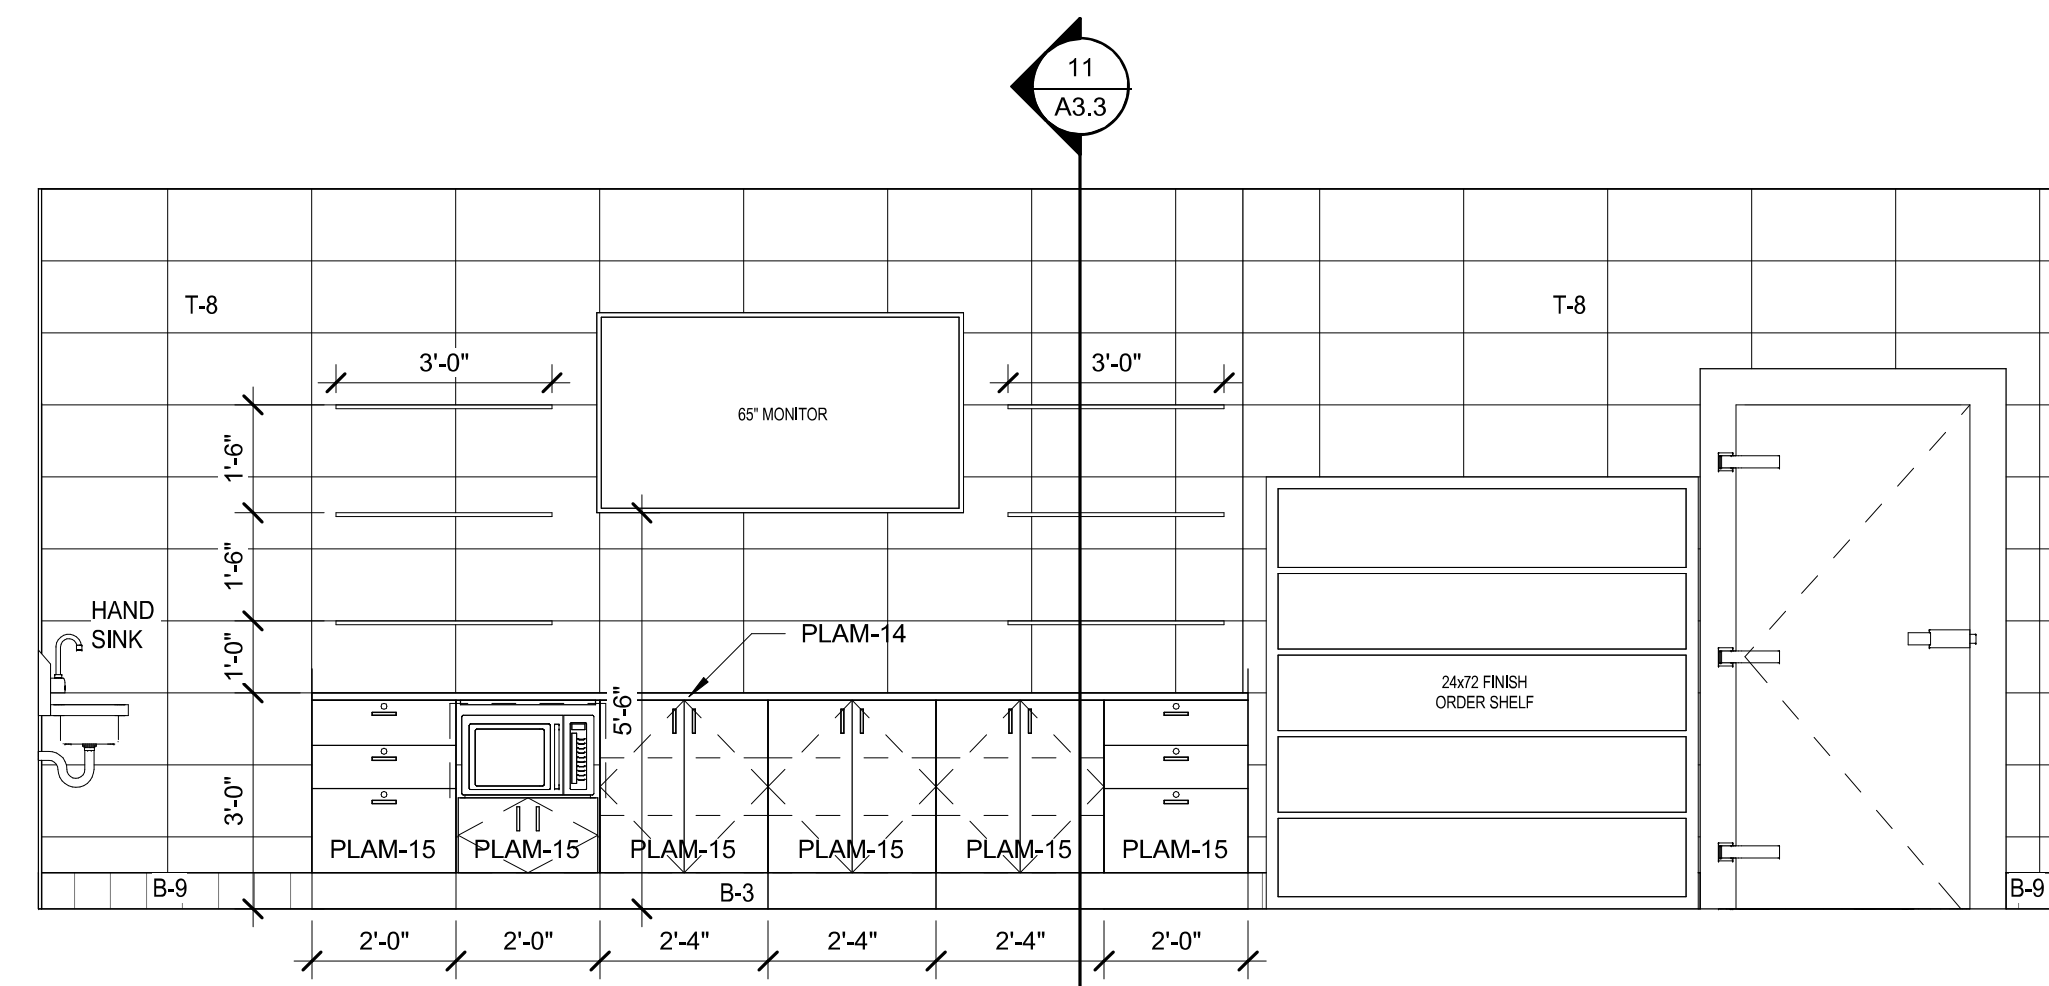 11
A3.3
T-8
T-8
3'-0"
3'-0"
65" MONITOR
1'-6"
1'-6"
HAND
SINK
1'-0"
PLAM-14
24x72 FINISH
ORDER SHELF
5'-6"
3'-0"
PLAM-15
PLAM-15
PLAM-15
PLAM-15
PLAM-15
PLAM-15
B-9
B-3
B-9
2'-0"
2'-0"
2'-4"
2'-4"
2'-4"
2'-0"